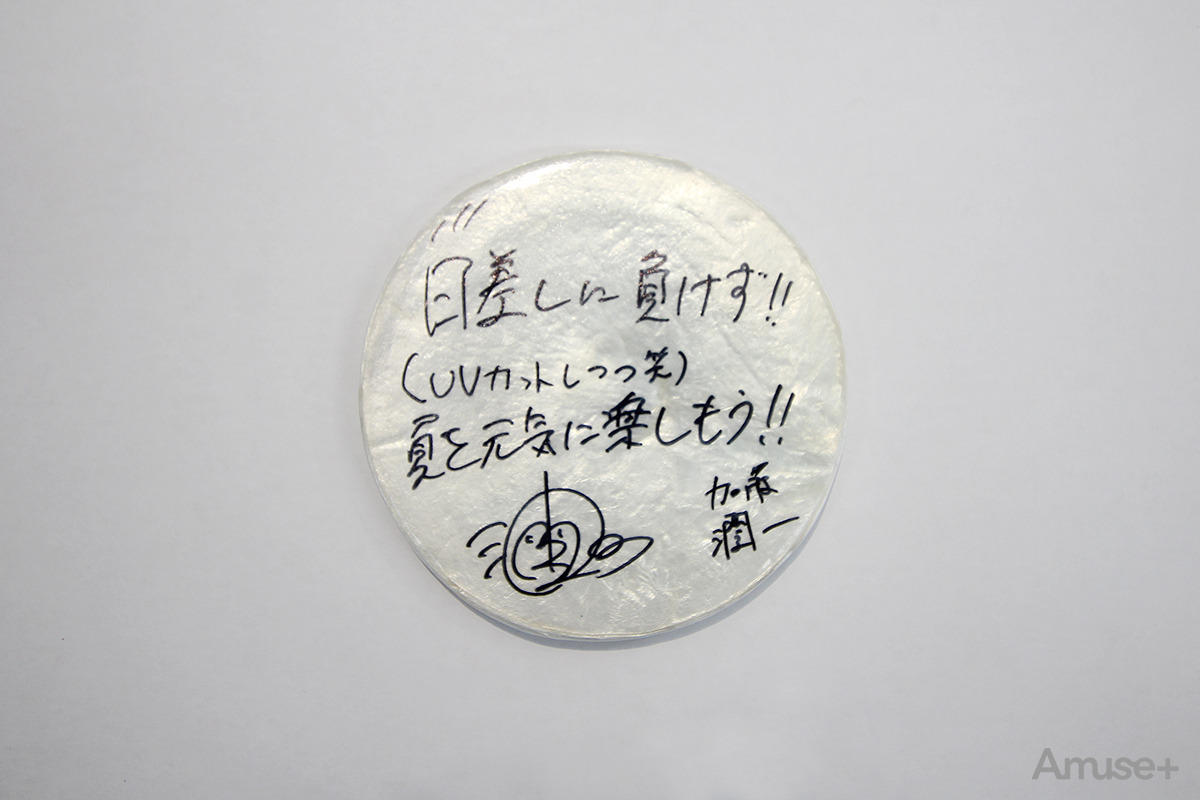 日差しに負けず!!
(UVカットしつつ笑)
夏を元気に楽しもう!!
加藤
潤一
Amuse+